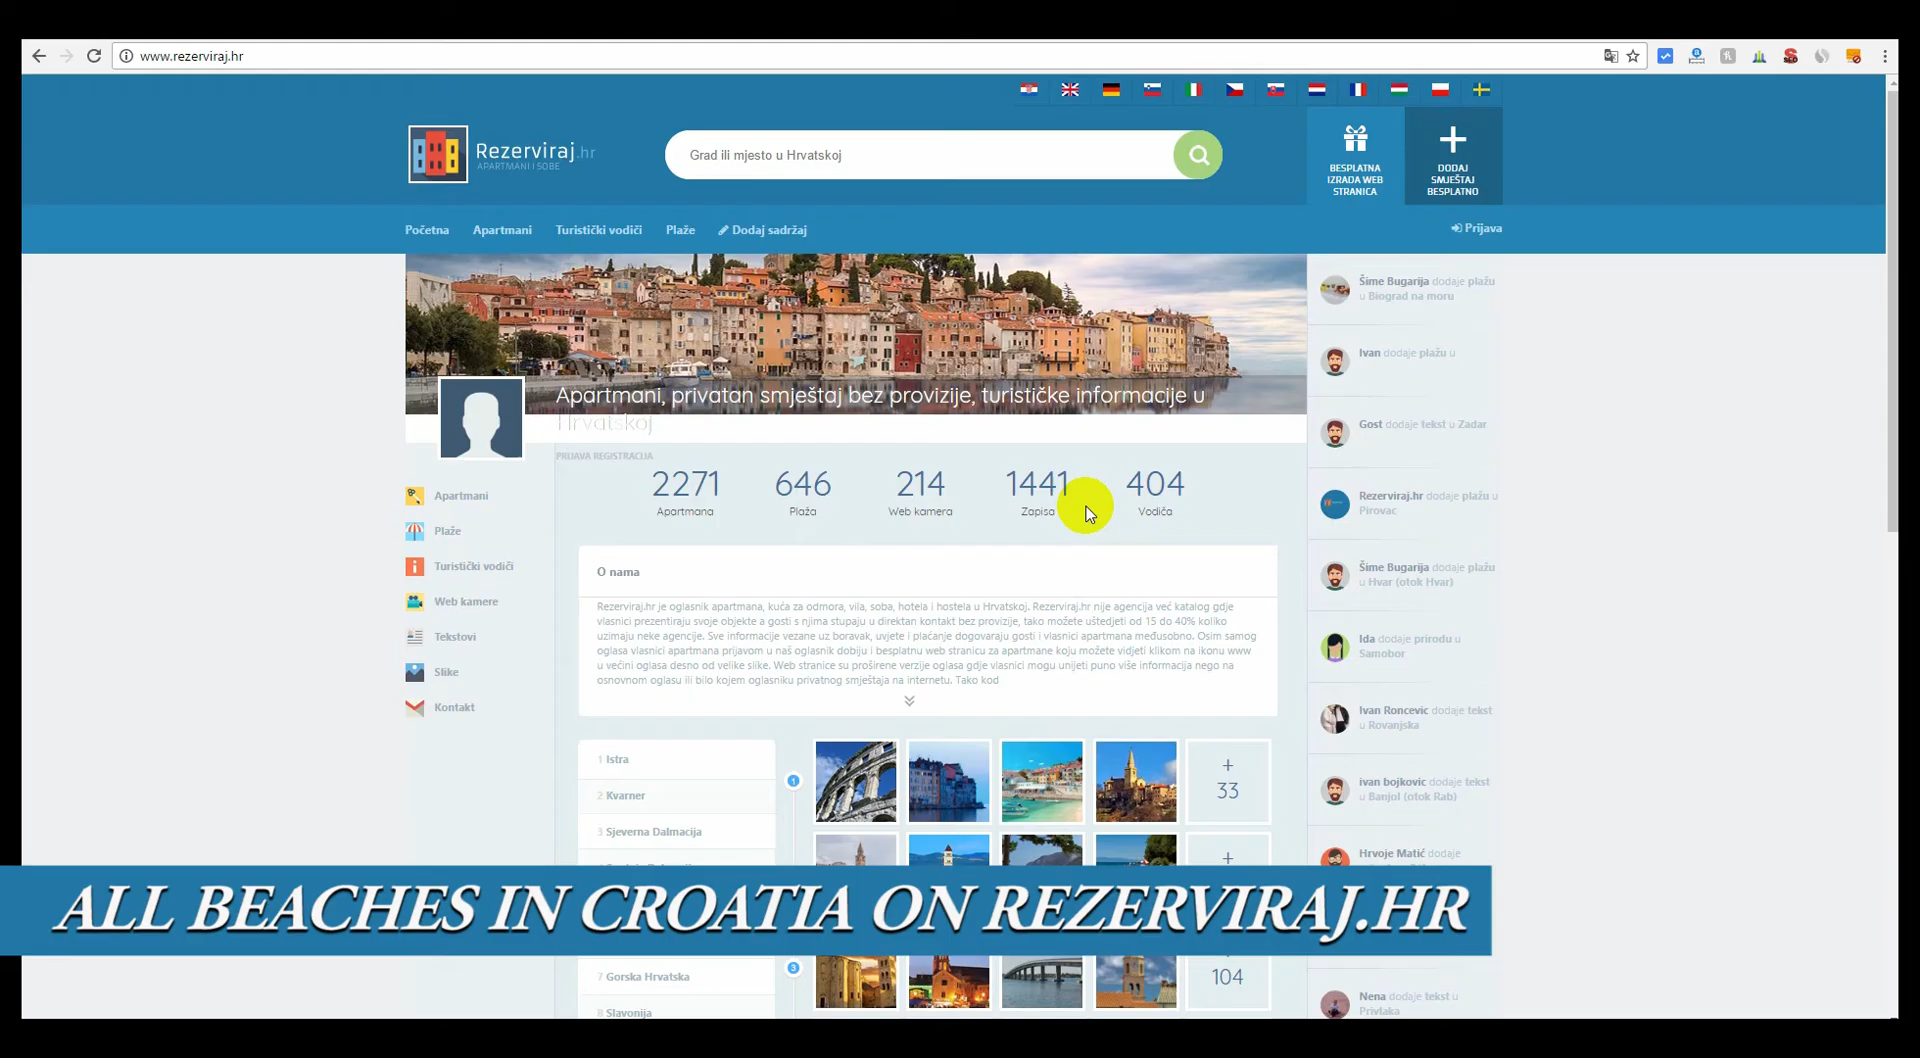 www.rezerviraj.hr
Rezerviraj.hr
APARTMANI I SOBE
Grad ili mjesto u Hrvatskoj
BESPLATNA
IZRADA WEB
STRANICA
DODAJ
SMJEŠTAJ
BESPLATNO
Početna
Apartmani
Turistički vodiči
Plaže
Dodaj sadržaj
Prijava
Apartmani, privatan smještaj bez provizije, turističke informacije u
Hrvatskoj
PRIJAVA REGISTRACIJA
2271
Apartmana
646
Plaža
214
Web kamera
1441
Zapisa
404
Vodiča
Apartmani
Plaže
Turistički vodiči
Web kamere
Tekstovi
Slike
Kontakt
O nama
Rezerviraj.hr je oglasnik apartmana, kuća za odmora, vila, soba, hotela i hostela u Hrvatskoj. Rezerviraj.hr nije agencija već katalog gdje
vlasnici prezentiraju svoje objekte a gosti s njima stupaju u direktan kontakt bez provizije, tako možete uštedjeti od 15 do 40% koliko
uzimaju neke agencije. Sve informacije vezane uz boravak, uvjete i plaćanje dogovaraju gosti i vlasnici apartmana međusobno. Osim samog
oglasa vlasnici apartmana prijavom u naš oglasnik dobiju i besplatnu web stranicu za apartmane koju možete vidjeti klikom na ikonu www
u većini oglasa desno od velike slike. Web stranice su proširene verzije oglasa gdje vlasnici mogu unijeti puno više informacija nego na
osnovnom oglasu ili bilo kojem oglasniku privatnog smještaja na internetu. Tako kod
1 Istra
2 Kvarner
3 Sjeverna Dalmacija
7 Gorska Hrvatska
8 Slavonija
1
3
+
33
+
104
Šime Bugarija dodaje plažu
u Biograd na moru
Ivan dodaje plažu u
Gost dodaje tekst u Zadar
Rezerviraj.hr dodaje plažu u
Pirovac
Šime Bugarija dodaje plažu
u Hvar (otok Hvar)
Ida dodaje prirodu u
Samobor
Ivan Roncevic dodaje tekst
u Rovanjska
ivan bojkovic dodaje tekst
u Banjol (otok Rab)
Hrvoje Matić dodaje
Nena dodaje tekst u
Privlaka
ALL BEACHES IN CROATIA ON REZERVIRAJ.HR